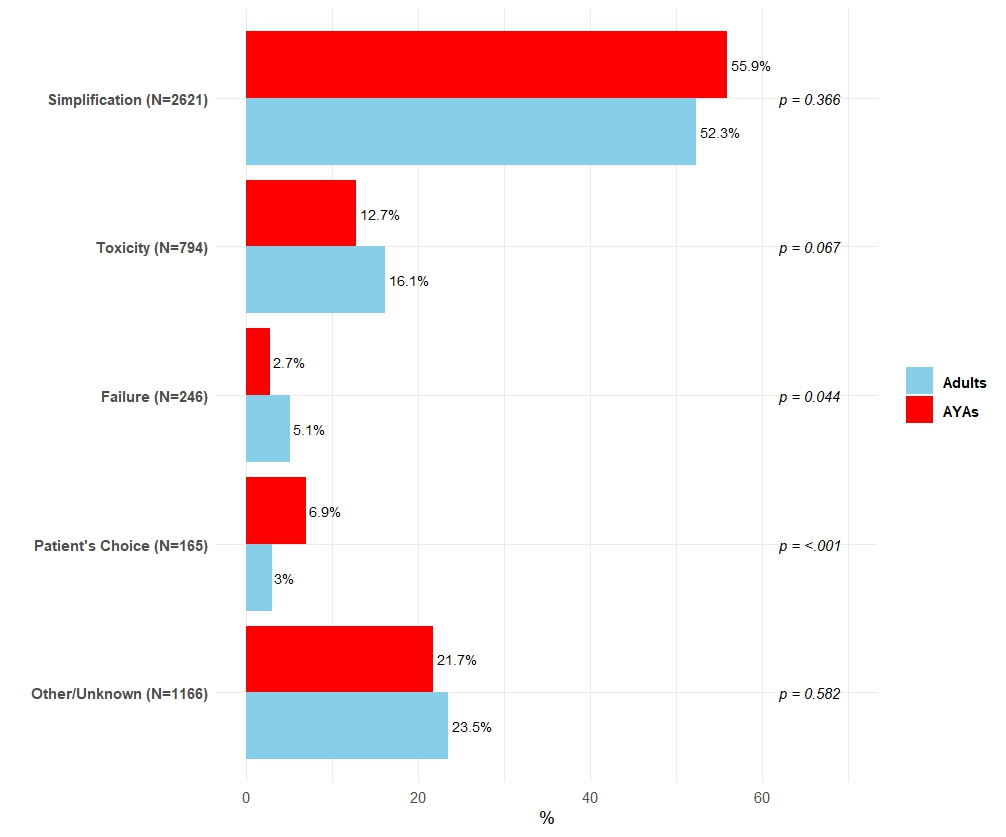 55.9%
Simplification (N=2621)
p = 0.366
52.3%
12.7%
Toxicity (N=794)
p = 0.067
16.1%
2.7%
Failure (N=246)
p = 0.044
5.1%
Adults
AYAs
6.9%
Patient's Choice (N=165)
p = <.001
3%
21.7%
Other/Unknown (N=1166)
p = 0.582
23.5%
0
20
40
60
%